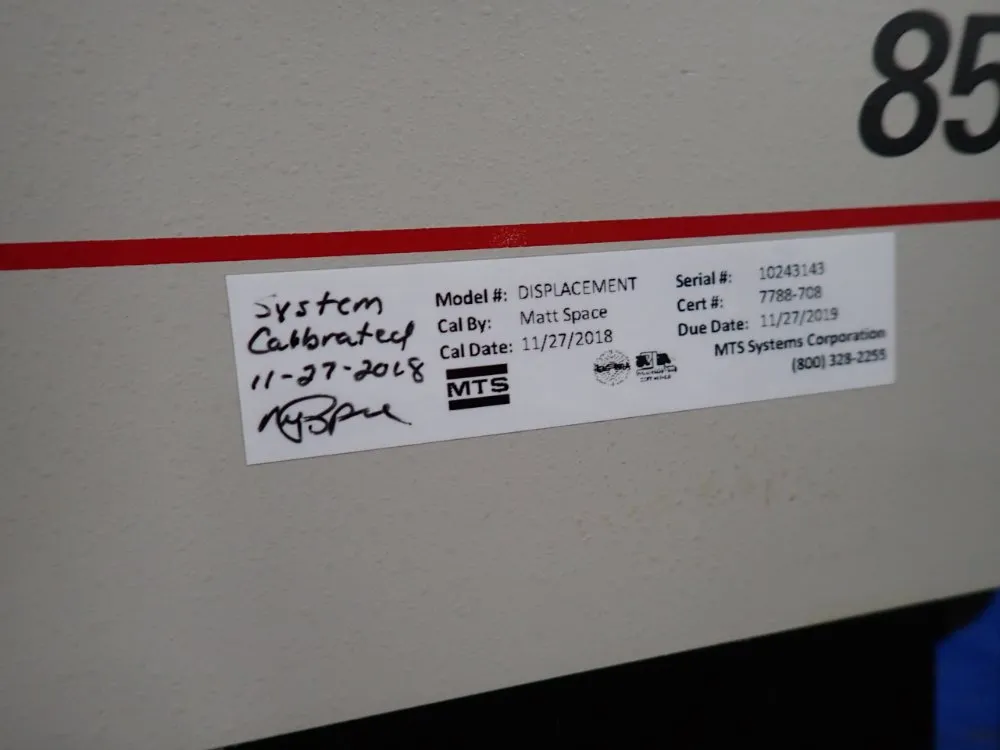 85
System
Calibrated
11-27-2018
Model #: DISPLACEMENT
Cal By: Matt Space
Cal Date: 11/27/2018
MTS
Serial #: 10243143
Cert #: 7788-708
Due Date: 11/27/2019
MTS Systems Corporation
(800) 328-2255